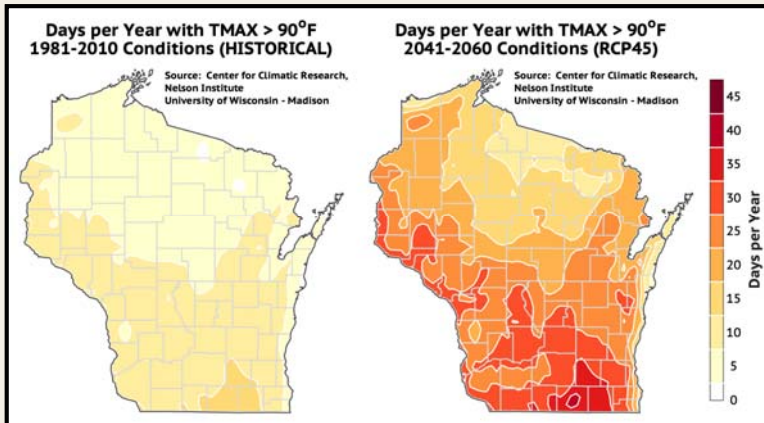 Days per Year with TMAX > 90°F
1981-2010 Conditions (HISTORICAL)
Source: Center for Climatic Research,
Nelson Institute
University of Wisconsin - Madison
Days per Year with TMAX > 90°F
2041-2060 Conditions (RCP45)
Source: Center for Climatic Research,
Nelson Institute
University of Wisconsin - Madison
45
40
35
30
25
20
15
10
5
0
Days per Year